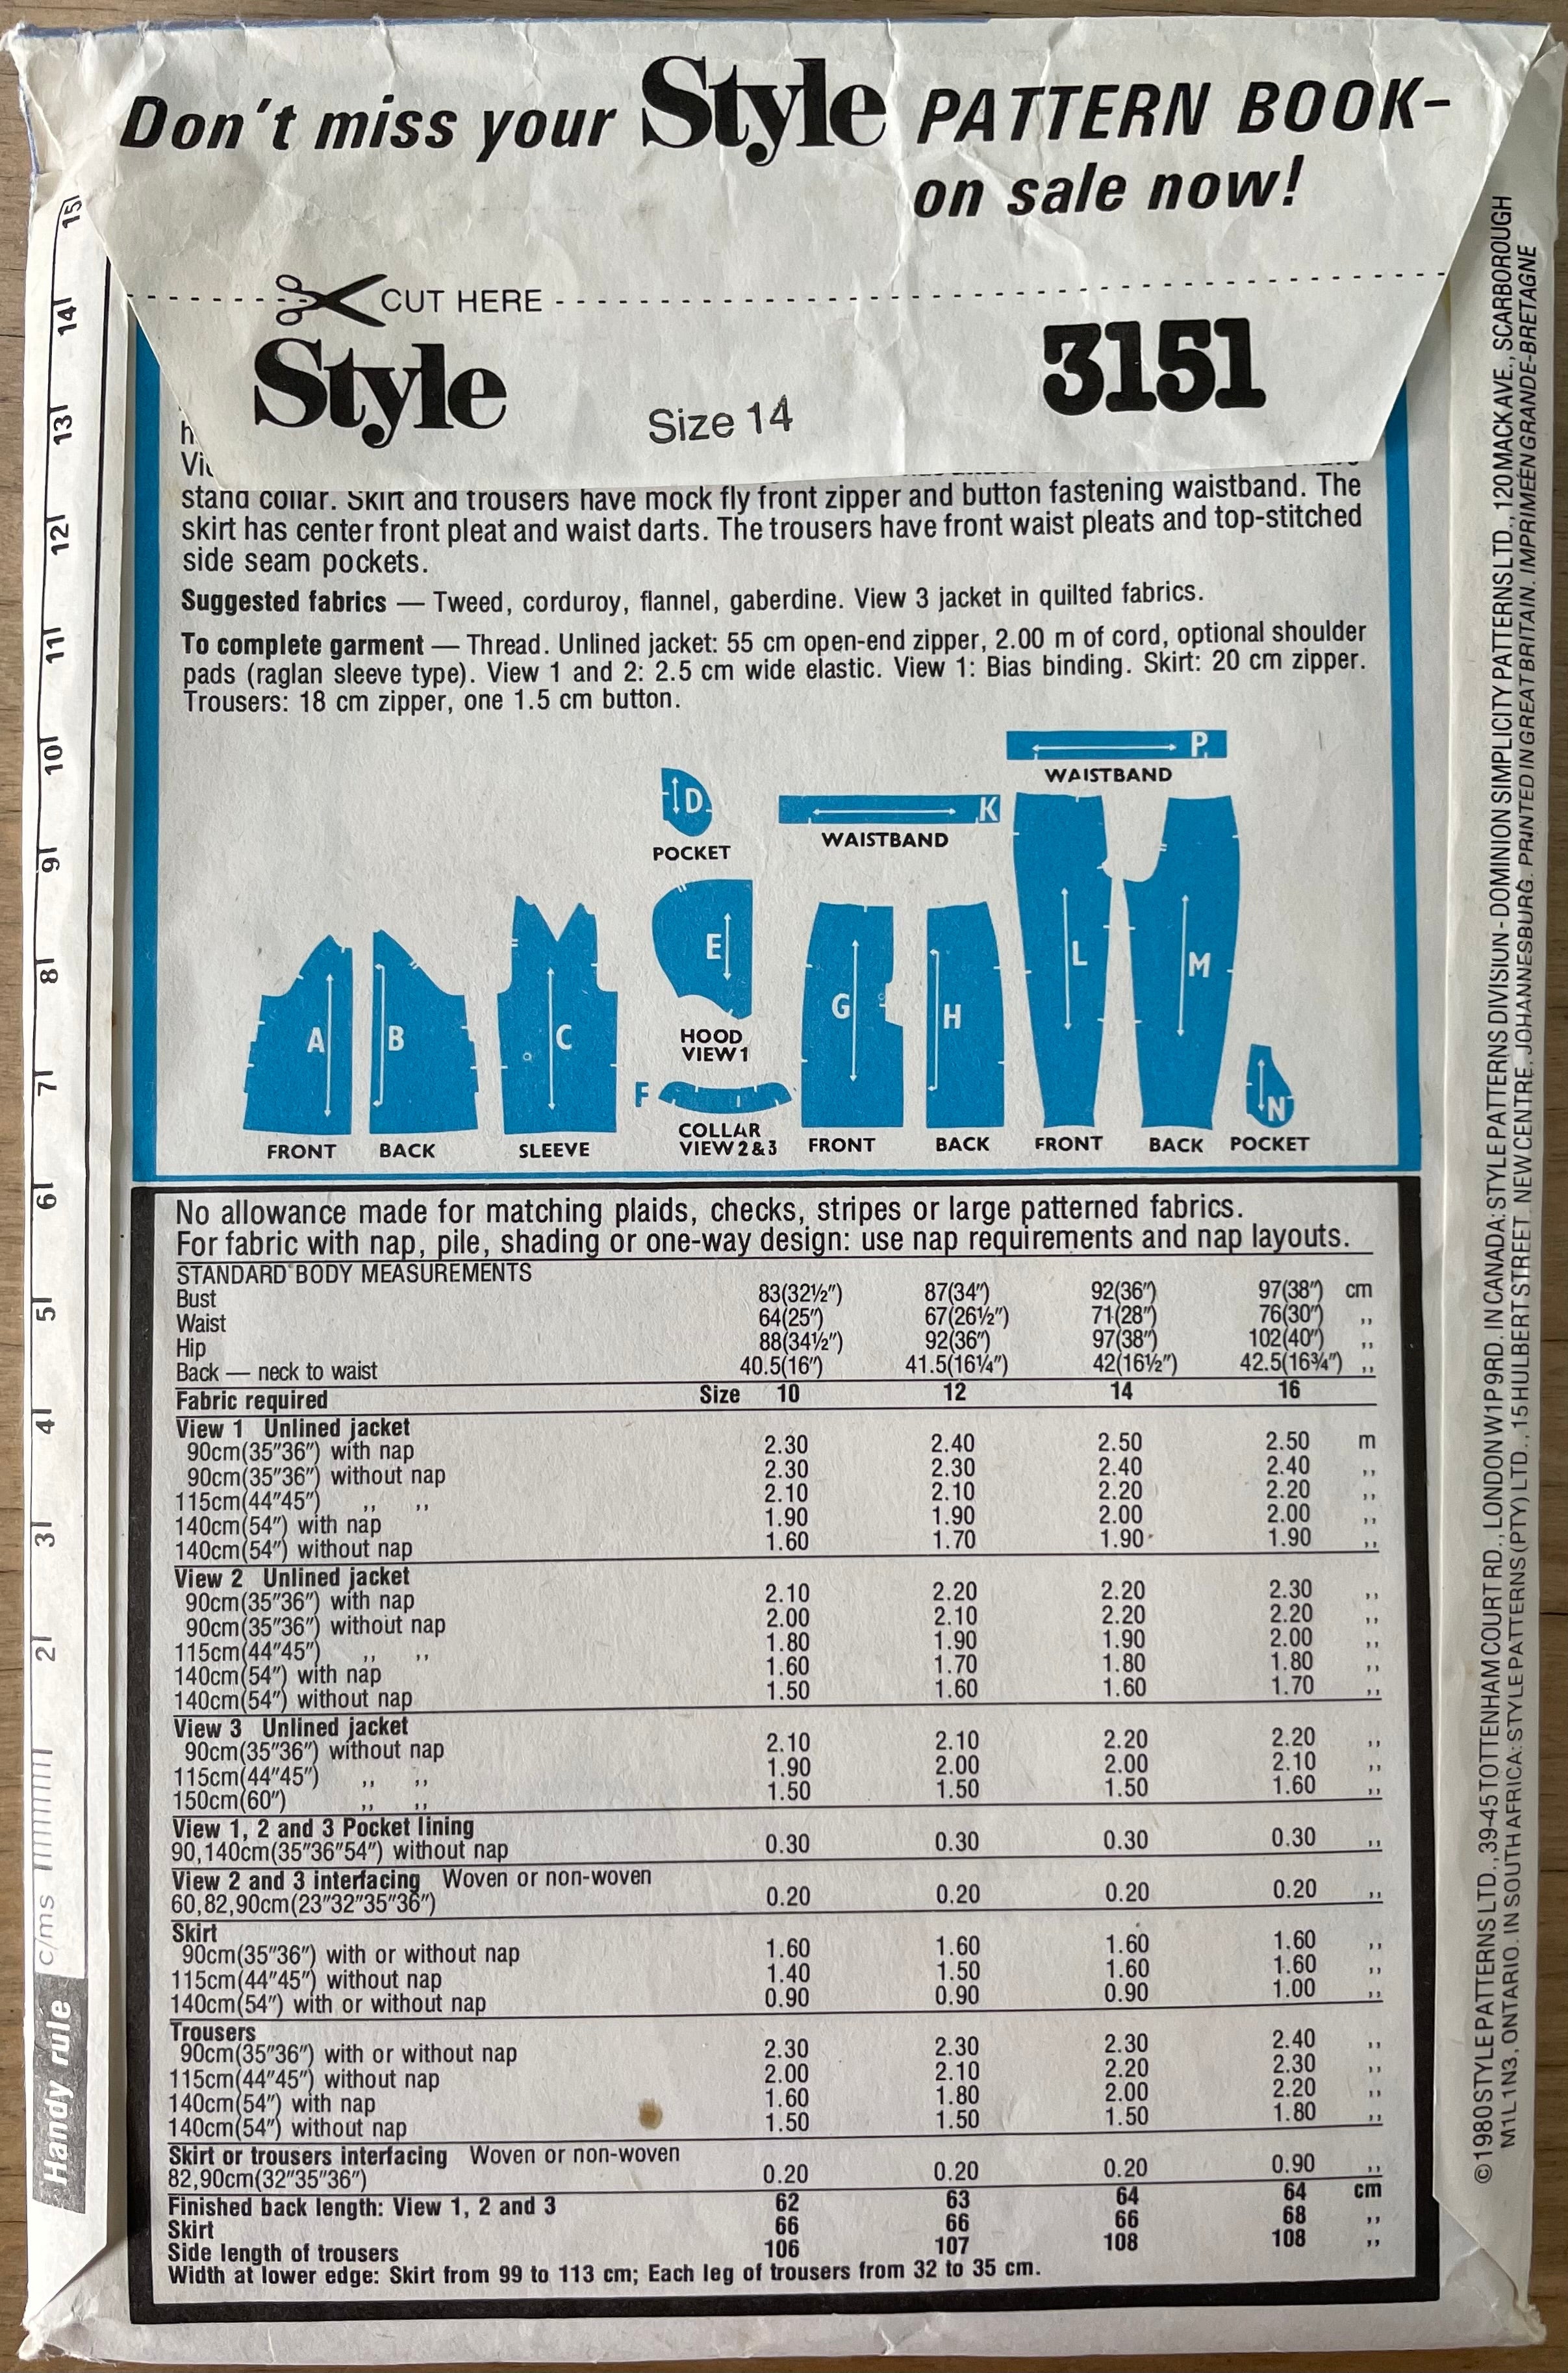 Don't miss your Style PATTERN BOOK-
on sale now!
CUT HERE
Style Size 14 3151
stand collar. Skirt and trousers have mock fly front zipper and button fastening waistband. The
skirt has center front pleat and waist darts. The trousers have front waist pleats and top-stitched
side seam pockets.
Suggested fabrics — Tweed, corduroy, flannel, gaberdine. View 3 jacket in quilted fabrics.
To complete garment — Thread. Unlined jacket: 55 cm open-end zipper, 2.00 m of cord, optional shoulder
pads (raglan sleeve type). View 1 and 2: 2.5 cm wide elastic. View 1: Bias binding. Skirt: 20 cm zipper.
Trousers: 18 cm zipper, one 1.5 cm button.
P
WAISTBAND
D
POCKET
K
WAISTBAND
A
FRONT
B
BACK
C
SLEEVE
E
HOOD
VIEW 1
F
COLLAR
VIEW 2&3
G
FRONT
H
BACK
L
FRONT
M
BACK
N
POCKET
No allowance made for matching plaids, checks, stripes or large patterned fabrics.
For fabric with nap, pile, shading or one-way design: use nap requirements and nap layouts.
STANDARD BODY MEASUREMENTS
Bust 83(32½") 87(34") 92(36") 97(38") cm
Waist 64(25") 67(26½") 71(28") 76(30") ,,
Hip 88(34½") 92(36") 97(38") 102(40") ,,
Back — neck to waist 40.5(16") 41.5(16¼") 42(16½") 42.5(16¾") ,,
Fabric required Size 10 12 14 16
View 1 Unlined jacket
90cm(35"36") with nap 2.30 2.40 2.50 2.50 m
90cm(35"36") without nap 2.30 2.30 2.40 2.40 ,,
115cm(44"45") ,, ,, 2.10 2.10 2.20 2.20 ,,
140cm(54") with nap 1.90 1.90 2.00 2.00 ,,
140cm(54") without nap 1.60 1.70 1.90 1.90 ,,
View 2 Unlined jacket
90cm(35"36") with nap 2.10 2.20 2.20 2.30 ,,
90cm(35"36") without nap 2.00 2.10 2.20 2.20 ,,
115cm(44"45") ,, ,, 1.80 1.90 1.90 2.00 ,,
140cm(54") with nap 1.60 1.70 1.80 1.80 ,,
140cm(54") without nap 1.50 1.60 1.60 1.70 ,,
View 3 Unlined jacket
90cm(35"36") without nap 2.10 2.10 2.20 2.20 ,,
115cm(44"45") ,, ,, 1.90 2.00 2.00 2.10 ,,
150cm(60") ,, ,, 1.50 1.50 1.50 1.60 ,,
View 1, 2 and 3 Pocket lining
90,140cm(35"36"54") without nap 0.30 0.30 0.30 0.30 ,,
View 2 and 3 interfacing Woven or non-woven
60,82,90cm(23"32"35"36") 0.20 0.20 0.20 0.20 ,,
Skirt
90cm(35"36") with or without nap 1.60 1.60 1.60 1.60 ,,
115cm(44"45") without nap 1.40 1.50 1.60 1.60 ,,
140cm(54") with or without nap 0.90 0.90 0.90 1.00 ,,
Trousers
90cm(35"36") with or without nap 2.30 2.30 2.30 2.40 ,,
115cm(44"45") without nap 2.00 2.10 2.20 2.30 ,,
140cm(54") with nap 1.60 1.80 2.00 2.20 ,,
140cm(54") without nap 1.50 1.50 1.50 1.80 ,,
Skirt or trousers interfacing Woven or non-woven
82,90cm(32"35"36") 0.20 0.20 0.20 0.90 ,,
Finished back length: View 1, 2 and 3 62 63 64 64 cm
Skirt 66 66 66 68 ,,
Side length of trousers 106 107 108 108 ,,
Width at lower edge: Skirt from 99 to 113 cm; Each leg of trousers from 32 to 35 cm.
Handy rule c/ms 2 3 4 5 6 7 8 9 10 11 12 13 14 15
© 1980 STYLE PATTERNS LTD., 39-45 TOTTENHAM COURT RD., LONDON W1P 9RD. IN CANADA: STYLE PATTERNS DIVISION - DOMINION SIMPLICITY PATTERNS LTD., 120 MACK AVE., SCARBOROUGH
M1L 1N3, ONTARIO. IN SOUTH AFRICA: STYLE PATTERNS (PTY) LTD., 15 HULBERT STREET, NEW CENTRE, JOHANNESBURG. PRINTED IN GREAT BRITAIN. IMPRIMÉ EN GRANDE-BRETAGNE